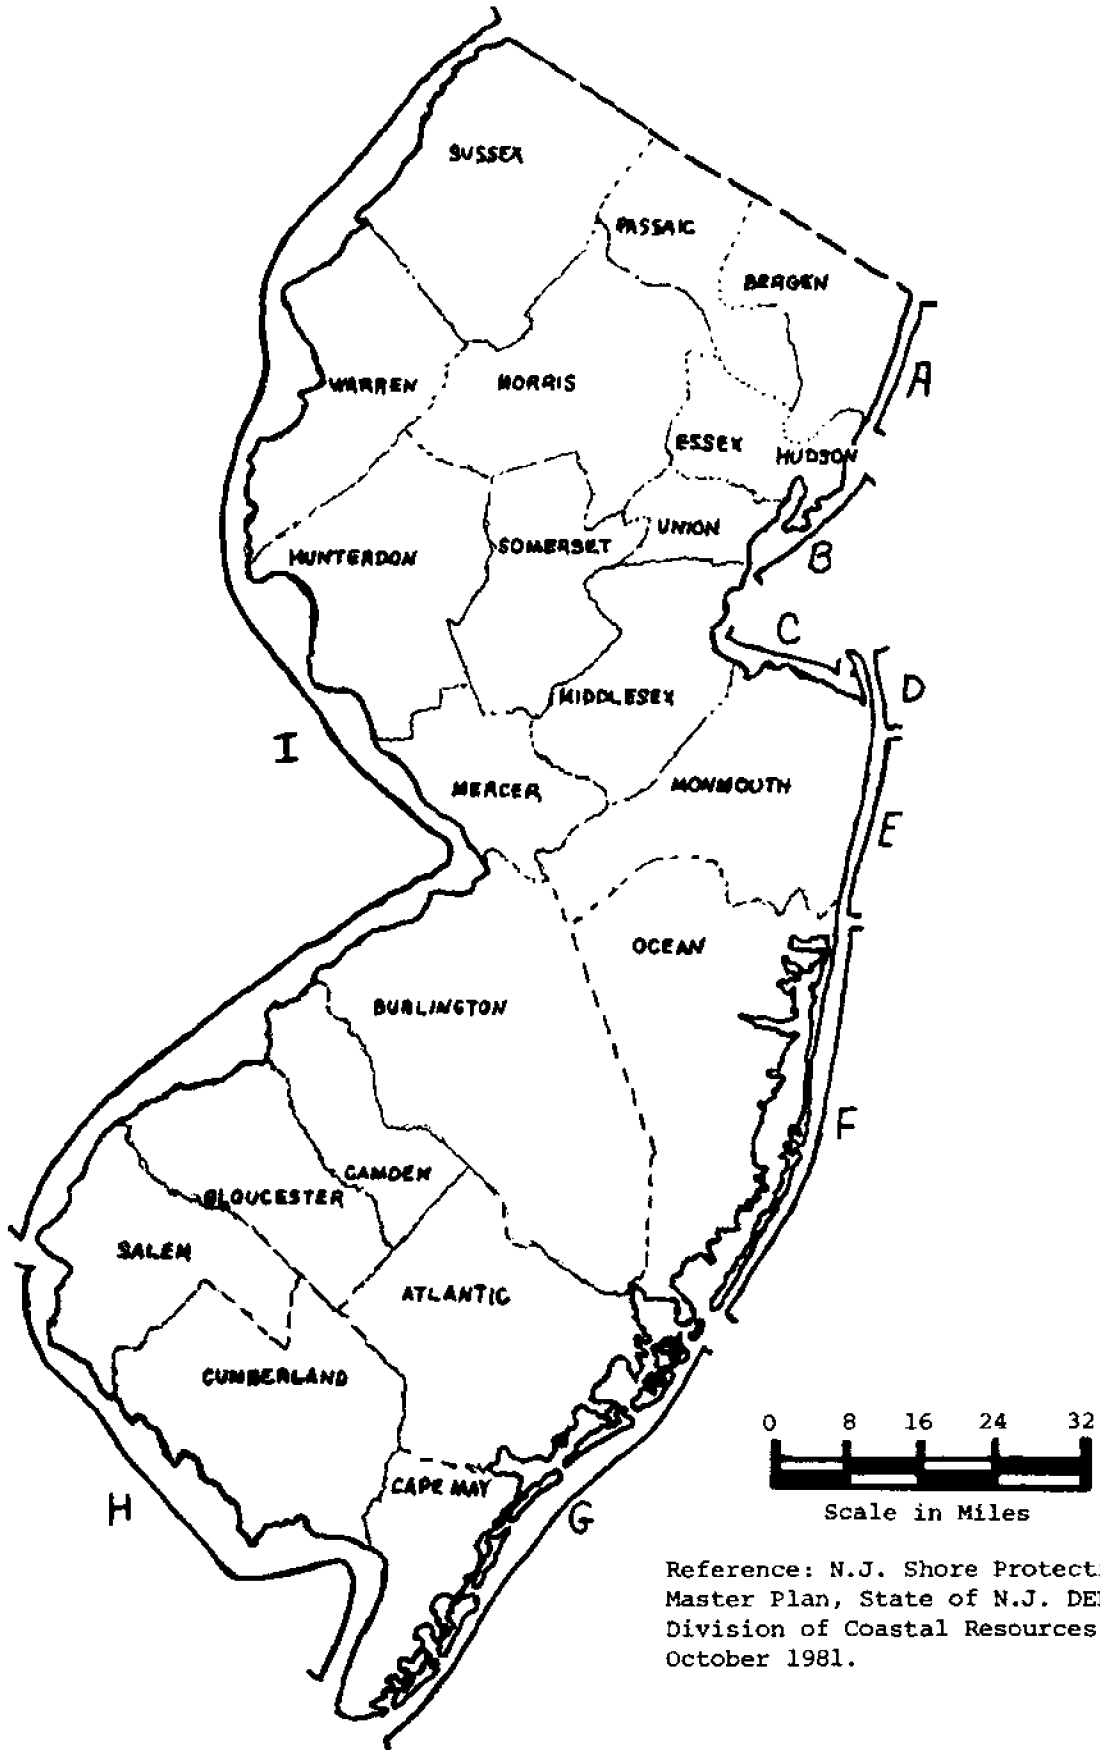 SUSSEX
PASSAIC
BERGEN
A
WARREN
MORRIS
ESSEX
HUDSON
UNION
B
HUNTERDON
SOMERSET
C
MIDDLESEX
D
I
MERCER
MONMOUTH
E
OCEAN
BURLINGTON
F
CAMDEN
GLOUCESTER
SALEM
ATLANTIC
CUMBERLAND
CAPE MAY
H
G
0 8 16 24 32
Scale in Miles
Reference: N.J. Shore Protect
Master Plan, State of N.J. DE
Division of Coastal Resources
October 1981.